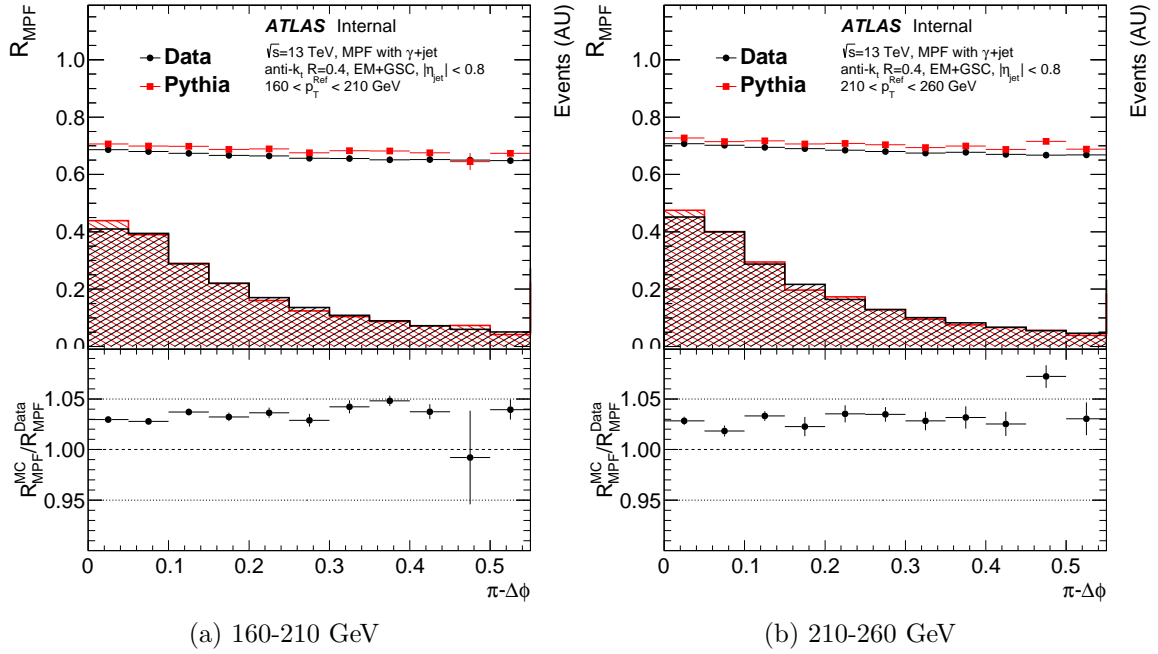 R_MPF
ATLAS Internal
√s=13 TeV, MPF with γ+jet
anti-k_t R=0.4, EM+GSC, |η_jet| < 0.8
160 < p_T^Ref < 210 GeV
Data
Pythia
Events (AU)
1.0
0.8
0.6
0.4
0.2
0.0
R_MPF^MC/R_MPF^Data
1.05
1.00
0.95
0 0.1 0.2 0.3 0.4 0.5
π-Δϕ
(a) 160-210 GeV
R_MPF
ATLAS Internal
√s=13 TeV, MPF with γ+jet
anti-k_t R=0.4, EM+GSC, |η_jet| < 0.8
210 < p_T^Ref < 260 GeV
Data
Pythia
Events (AU)
1.0
0.8
0.6
0.4
0.2
0.0
R_MPF^MC/R_MPF^Data
1.05
1.00
0.95
0 0.1 0.2 0.3 0.4 0.5
π-Δϕ
(b) 210-260 GeV